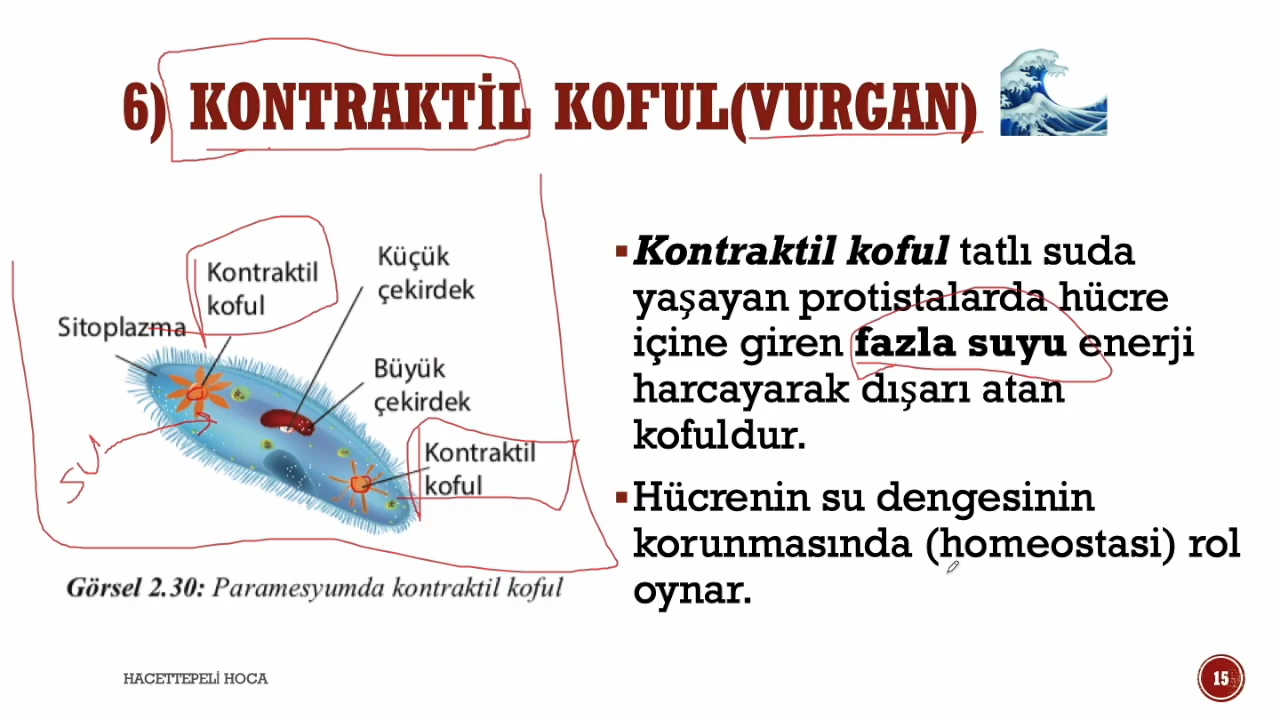 6) KONTRAKTİL KOFUL(VURGAN)
Kontraktil
koful
Küçük
çekirdek
Sitoplazma
Büyük
çekirdek
Kontraktil
koful
SU
Görsel 2.30: Paramesyumda kontraktil koful
▪Kontraktil koful tatlı suda
yaşayan protistalarda hücre
içine giren fazla suyu enerji
harcayarak dışarı atan
kofuldur.
▪Hücrenin su dengesinin
korunmasında (homeostasi) rol
oynar.
HACETTEPELİ HOCA
15